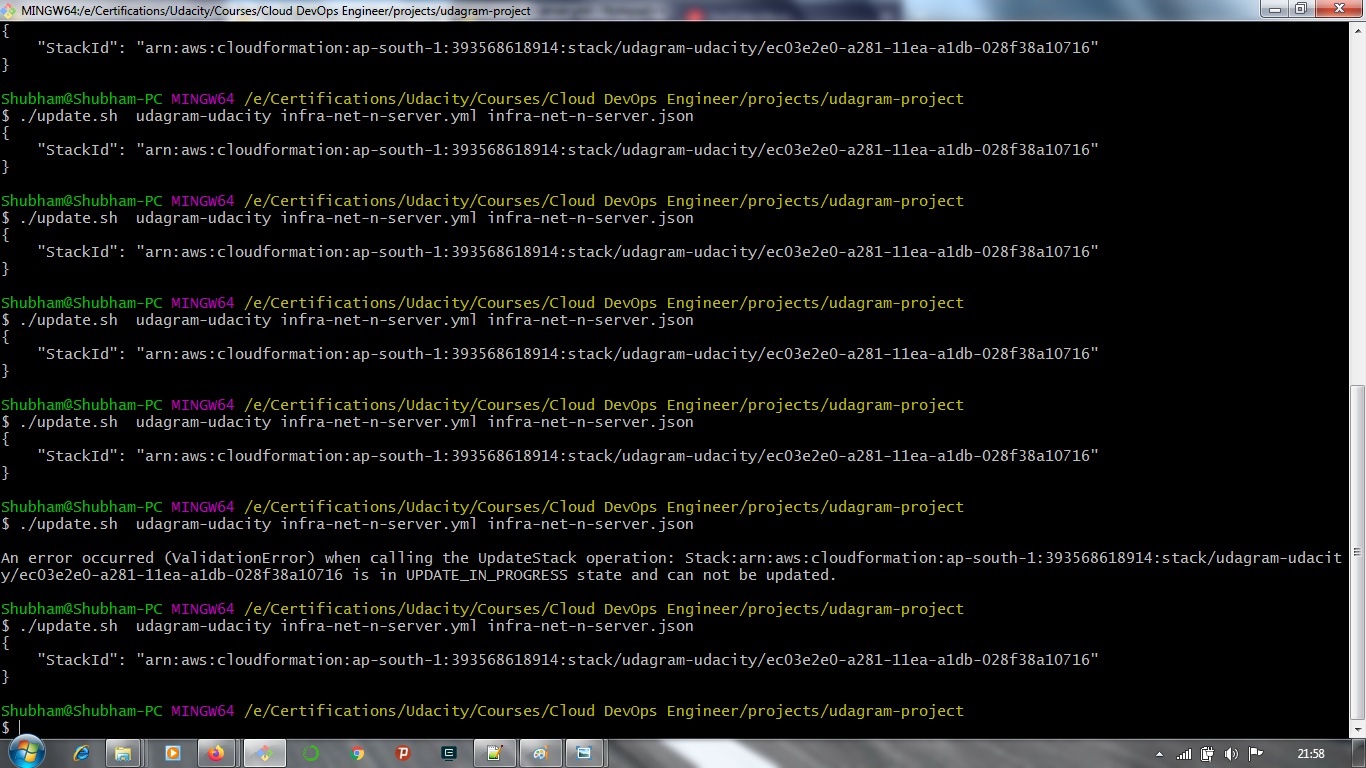 MINGW64:/e/Certifications/Udacity/Courses/Cloud DevOps Engineer/projects/udagram-project
{
    "StackId": "arn:aws:cloudformation:ap-south-1:393568618914:stack/udagram-udacity/ec03e2e0-a281-11ea-a1db-028f38a10716"
}
Shubham@Shubham-PC MINGW64 /e/Certifications/Udacity/Courses/Cloud DevOps Engineer/projects/udagram-project
$ ./update.sh  udagram-udacity infra-net-n-server.yml infra-net-n-server.json
{
    "StackId": "arn:aws:cloudformation:ap-south-1:393568618914:stack/udagram-udacity/ec03e2e0-a281-11ea-a1db-028f38a10716"
}
Shubham@Shubham-PC MINGW64 /e/Certifications/Udacity/Courses/Cloud DevOps Engineer/projects/udagram-project
$ ./update.sh  udagram-udacity infra-net-n-server.yml infra-net-n-server.json
{
    "StackId": "arn:aws:cloudformation:ap-south-1:393568618914:stack/udagram-udacity/ec03e2e0-a281-11ea-a1db-028f38a10716"
}
Shubham@Shubham-PC MINGW64 /e/Certifications/Udacity/Courses/Cloud DevOps Engineer/projects/udagram-project
$ ./update.sh  udagram-udacity infra-net-n-server.yml infra-net-n-server.json
{
    "StackId": "arn:aws:cloudformation:ap-south-1:393568618914:stack/udagram-udacity/ec03e2e0-a281-11ea-a1db-028f38a10716"
}
Shubham@Shubham-PC MINGW64 /e/Certifications/Udacity/Courses/Cloud DevOps Engineer/projects/udagram-project
$ ./update.sh  udagram-udacity infra-net-n-server.yml infra-net-n-server.json
{
    "StackId": "arn:aws:cloudformation:ap-south-1:393568618914:stack/udagram-udacity/ec03e2e0-a281-11ea-a1db-028f38a10716"
}
Shubham@Shubham-PC MINGW64 /e/Certifications/Udacity/Courses/Cloud DevOps Engineer/projects/udagram-project
$ ./update.sh  udagram-udacity infra-net-n-server.yml infra-net-n-server.json
An error occurred (ValidationError) when calling the UpdateStack operation: Stack:arn:aws:cloudformation:ap-south-1:393568618914:stack/udagram-udacit
y/ec03e2e0-a281-11ea-a1db-028f38a10716 is in UPDATE_IN_PROGRESS state and can not be updated.
Shubham@Shubham-PC MINGW64 /e/Certifications/Udacity/Courses/Cloud DevOps Engineer/projects/udagram-project
$ ./update.sh  udagram-udacity infra-net-n-server.yml infra-net-n-server.json
{
    "StackId": "arn:aws:cloudformation:ap-south-1:393568618914:stack/udagram-udacity/ec03e2e0-a281-11ea-a1db-028f38a10716"
}
Shubham@Shubham-PC MINGW64 /e/Certifications/Udacity/Courses/Cloud DevOps Engineer/projects/udagram-project
$
21:58